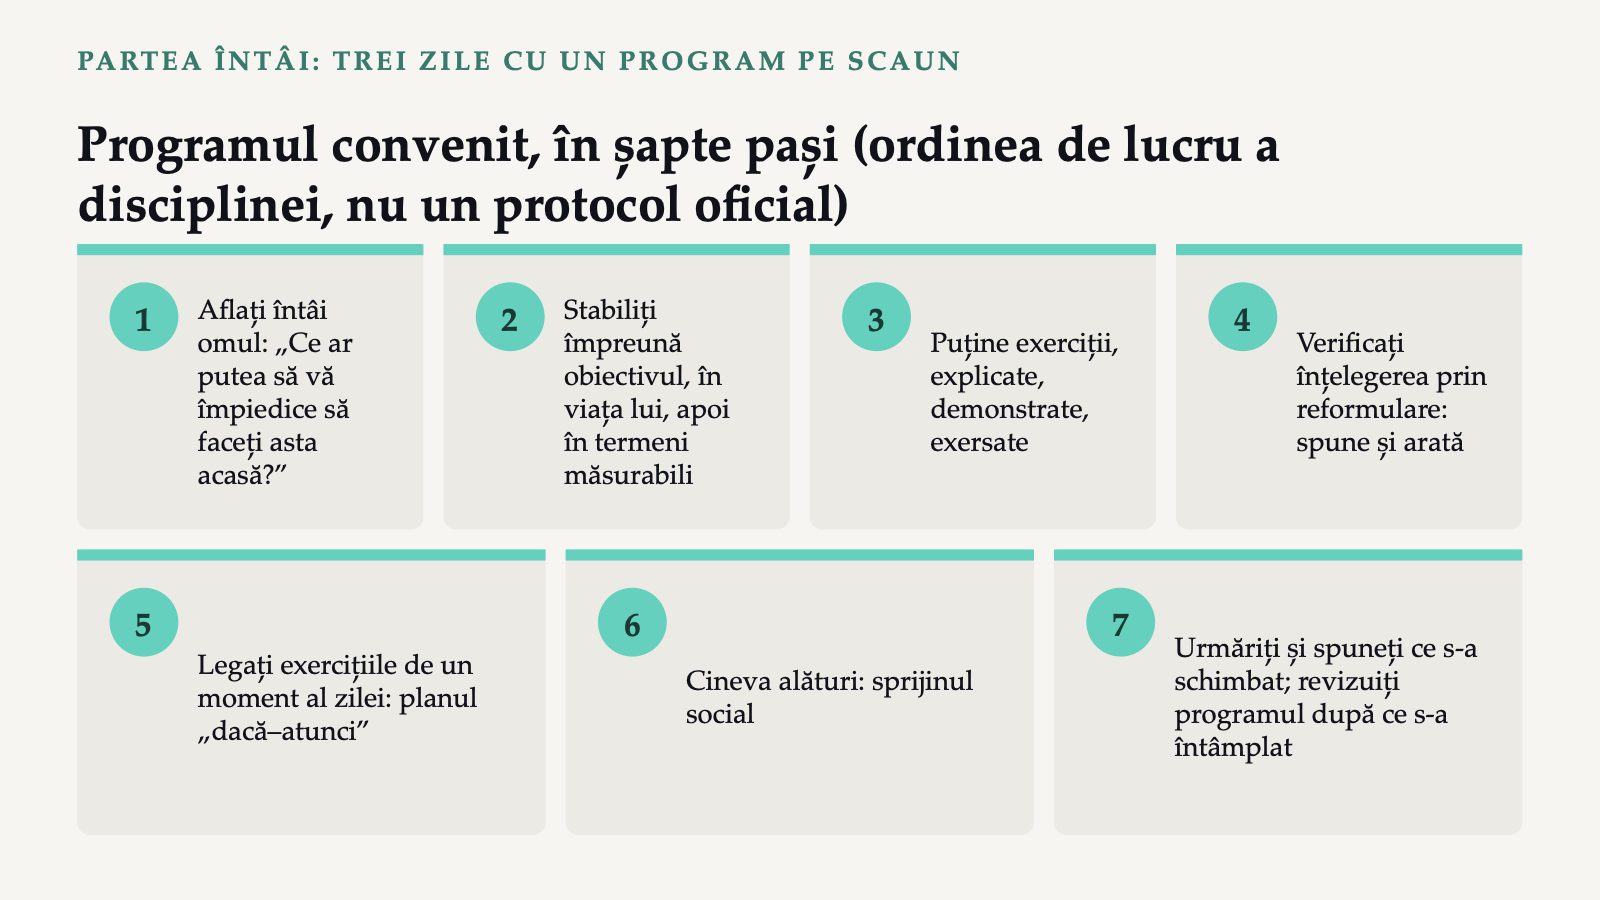 PARTEA ÎNTÂI: TREI ZILE CU UN PROGRAM PE SCAUN
Programul convenit, în șapte pași (ordinea de lucru a
disciplinei, nu un protocol oficial)
1
Aflați întâi
omul: „Ce ar
putea să vă
împiedice să
faceți asta
acasă?”
2
Stabiliți
împreună
obiectivul, în
viața lui, apoi
în termeni
măsurabili
3
Puține exerciții,
explicate,
demonstrate,
exersate
4
Verificați
înțelegerea prin
reformulare:
spune și arată
5
Legați exercițiile de un
moment al zilei: planul
„dacă–atunci”
6
Cineva alături: sprijinul
social
7
Urmăriți și spuneți ce s-a
schimbat; revizuiți
programul după ce s-a
întâmplat